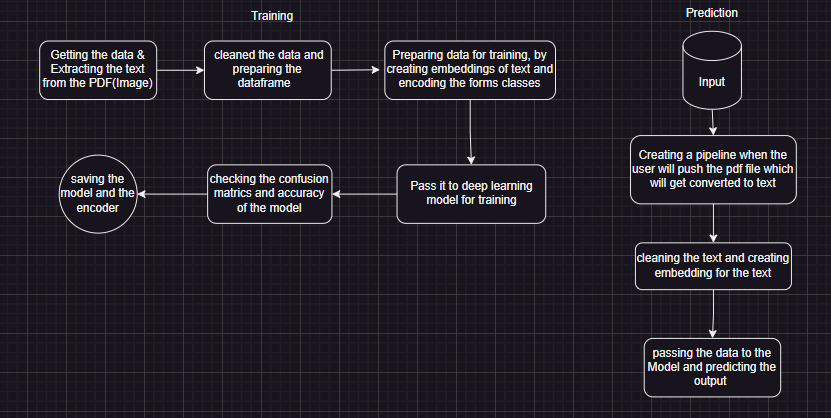 Training
Getting the data &
Extracting the text
from the PDF(Image)
cleaned the data and
preparing the
dataframe
Preparing data for training, by
creating embeddings of text and
encoding the forms classes
Pass it to deep learning
model for training
checking the confusion
matrics and accuracy
of the model
saving the
model and the
encoder
Prediction
Input
Creating a pipeline when the
user will push the pdf file which
will get converted to text
cleaning the text and creating
embedding for the text
passing the data to the
Model and predicting the
output